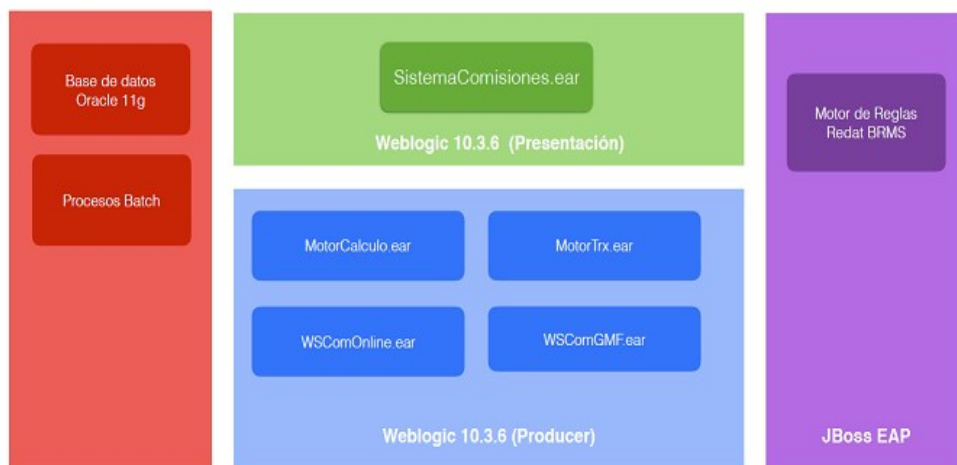 Base de datos
Oracle 11g
Procesos Batch
SistemaComisiones.ear
Weblogic 10.3.6 (Presentación)
MotorCalculo.ear
MotorTrx.ear
WSComOnline.ear
WSComGMF.ear
Weblogic 10.3.6 (Producer)
Motor de Reglas
Redat BRMS
JBoss EAP